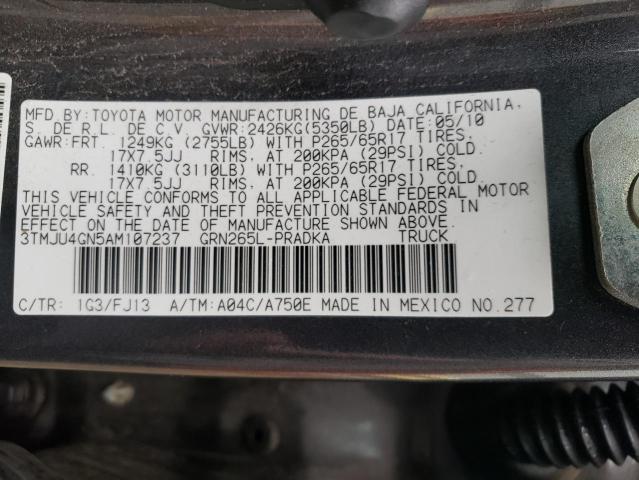 MFD BY: TOYOTA MOTOR MANUFACTURING DE BAJA CALIFORNIA,
S. DE R.L. DE C.V. GVWR:2426KG(5350LB) DATE:05/10
GAWR:FRT. 1249KG (2755LB) WITH P265/65R17 TIRES,
17X7.5JJ RIMS, AT 200KPA (29PSI) COLD.
RR. 1410KG (3110LB) WITH P265/65R17 TIRES,
17X7.5JJ RIMS, AT 200KPA (29PSI) COLD.
THIS VEHICLE CONFORMS TO ALL APPLICABLE FEDERAL MOTOR
VEHICLE SAFETY AND THEFT PREVENTION STANDARDS IN
EFFECT ON THE DATE OF MANUFACTURE SHOWN ABOVE.
3TMJU4GN5AM107237 GRN265L-PRADKA TRUCK
C/TR: 1G3/FJ13 A/TM:A04C/A750E MADE IN MEXICO NO.277